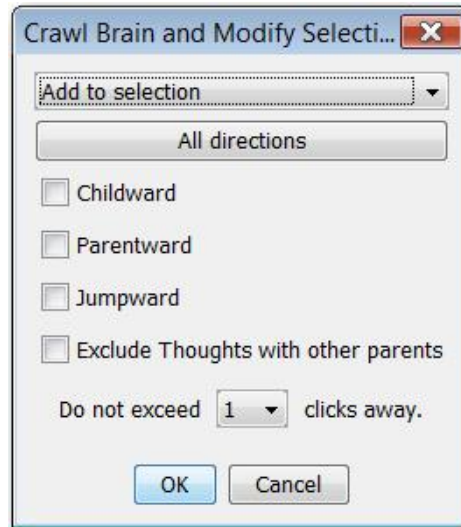 Crawl Brain and Modify Selecti...
Add to selection
All directions
Childward
Parentward
Jumpward
Exclude Thoughts with other parents
Do not exceed 1 clicks away.
OK Cancel